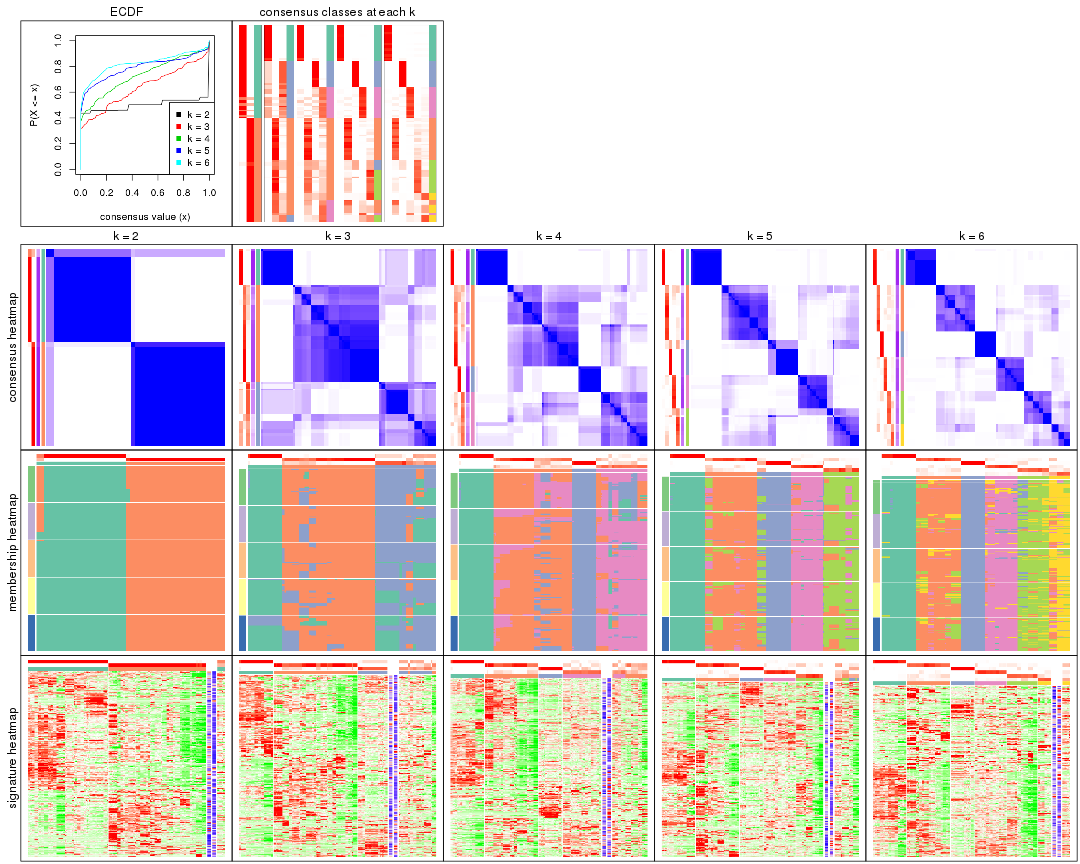 ECDF
consensus classes at each k
P(X <= x)
1.0
0.8
0.6
0.4
0.2
0.0
k = 2
k = 3
k = 4
k = 5
k = 6
0.0 0.2 0.4 0.6 0.8 1.0
consensus value (x)
k = 2
k = 3
k = 4
k = 5
k = 6
consensus heatmap
membership heatmap
signature heatmap